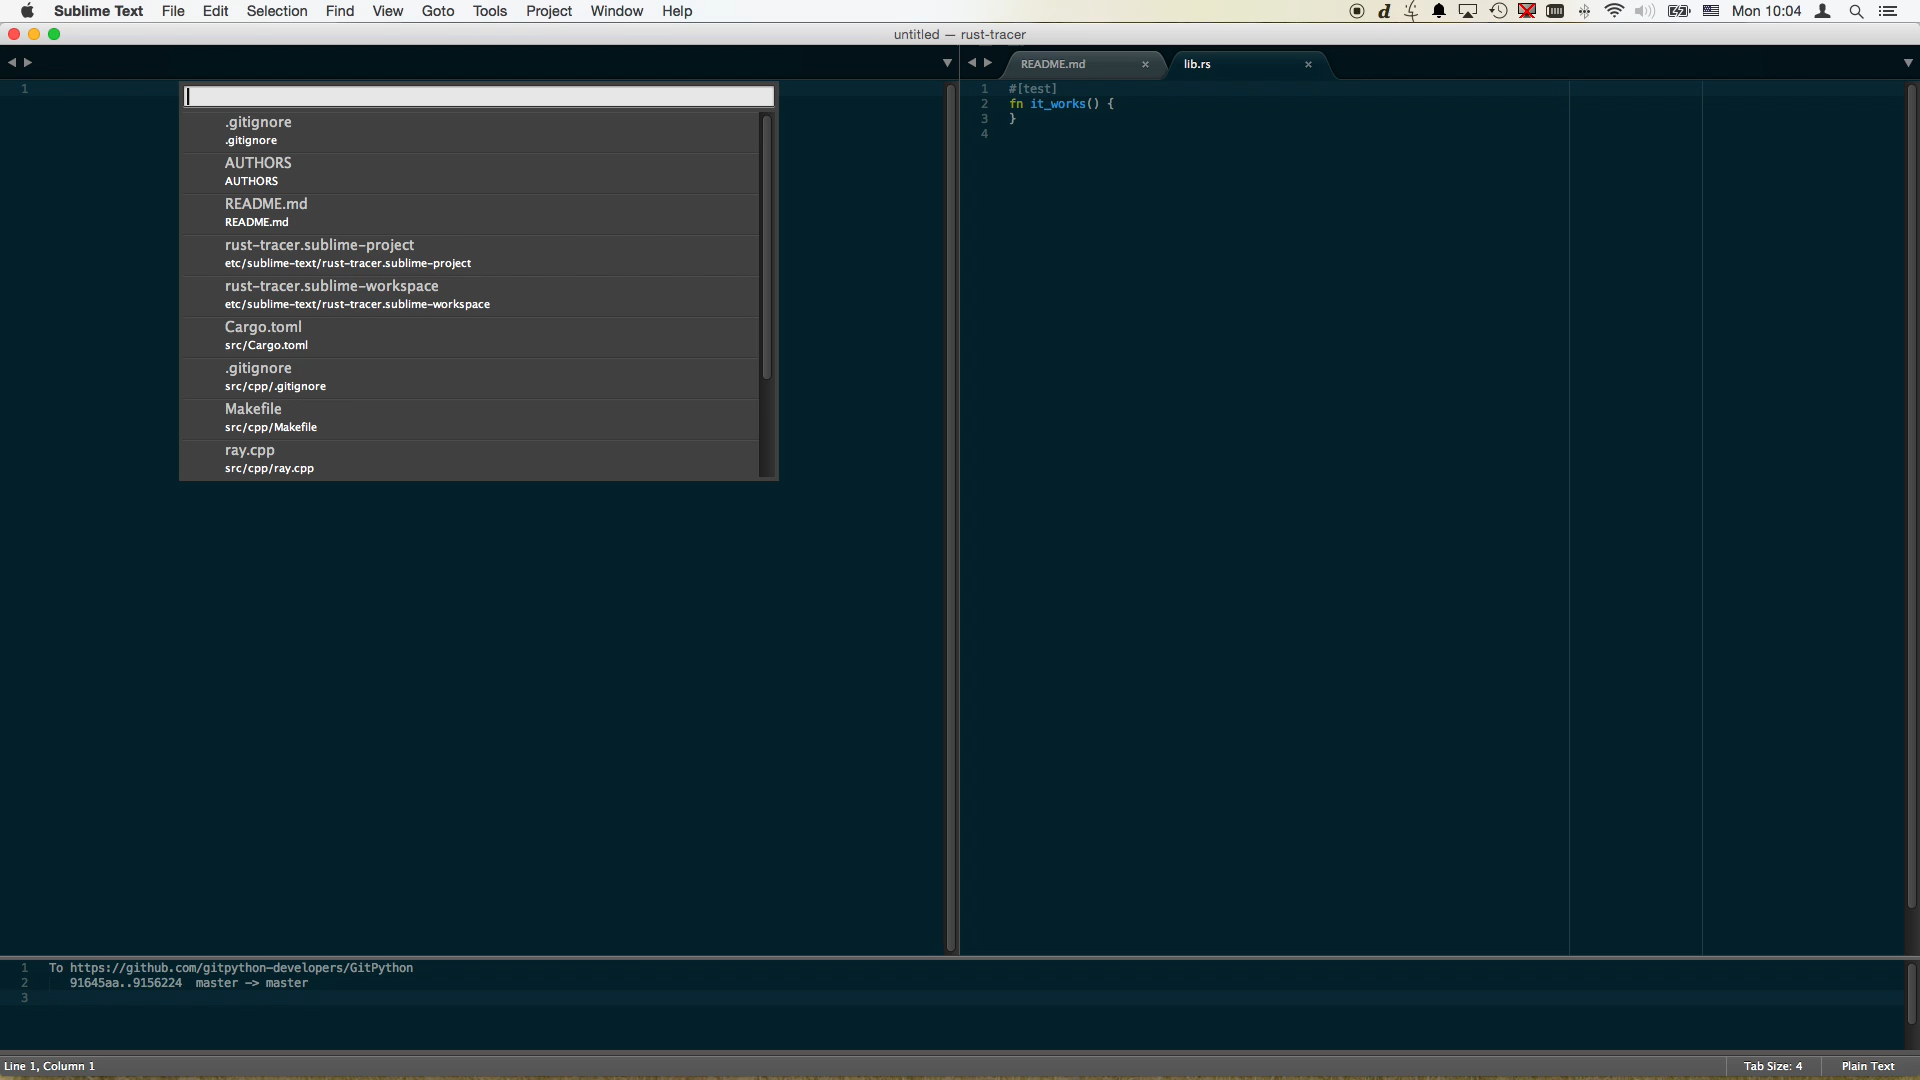 Sublime Text File Edit Selection Find View Goto Tools Project Window Help
Mon 10:04
untitled — rust-tracer
README.md
lib.rs
1
.gitignore
.gitignore
AUTHORS
AUTHORS
README.md
README.md
rust-tracer.sublime-project
etc/sublime-text/rust-tracer.sublime-project
rust-tracer.sublime-workspace
etc/sublime-text/rust-tracer.sublime-workspace
Cargo.toml
src/Cargo.toml
.gitignore
src/cpp/.gitignore
Makefile
src/cpp/Makefile
ray.cpp
src/cpp/ray.cpp
1 #[test]
2 fn it_works() {
3 }
4
1 To https://github.com/gitpython-developers/GitPython
2 91645aa..9156224 master -> master
3
Line 1, Column 1
Tab Size: 4
Plain Text